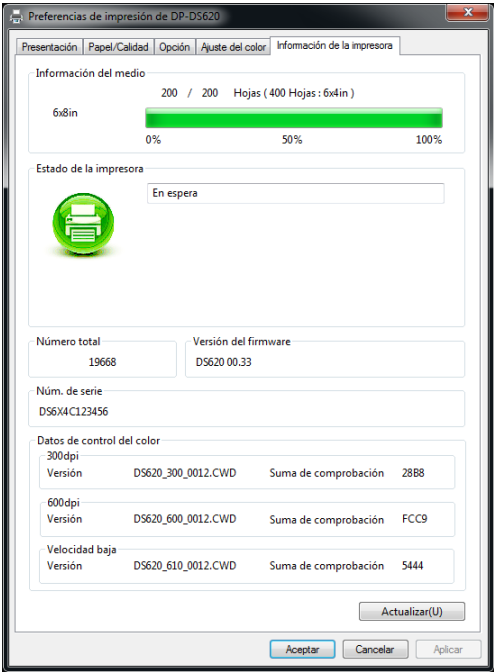 Preferencias de impresión de DP-DS620
Presentación Papel/Calidad Opción Ajuste del color Información de la impresora
Información del medio
200 / 200 Hojas ( 400 Hojas : 6x4in )
6x8in
0% 50% 100%
Estado de la impresora
En espera
Número total Versión del firmware
19668 DS620 00.33
Núm. de serie
DS6X4C123456
Datos de control del color
300dpi
Versión DS620_300_0012.CWD Suma de comprobación 28B8
600dpi
Versión DS620_600_0012.CWD Suma de comprobación FCC9
Velocidad baja
Versión DS620_610_0012.CWD Suma de comprobación 5444
Actualizar(U)
Aceptar Cancelar Aplicar